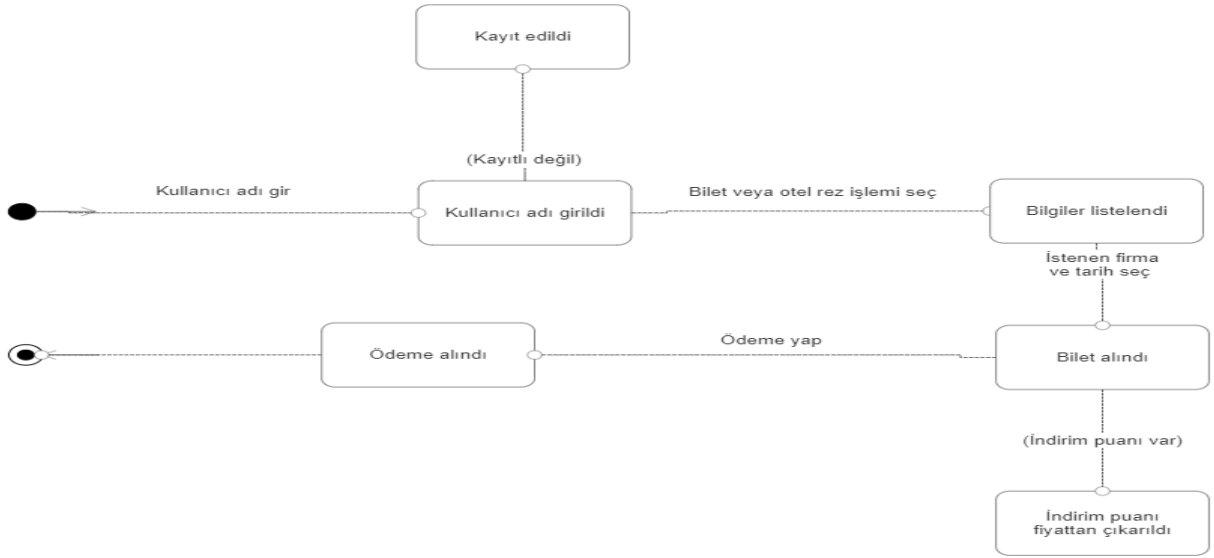 Kayıt edildi
(Kayıtlı değil)
Kullanıcı adı gir
Kullanıcı adı girildi
Bilet veya otel rez işlemi seç
Bilgiler listelendi
İstenen firma
ve tarih seç
Bilet alındı
Ödeme yap
Ödeme alındı
(İndirim puanı var)
İndirim puanı
fiyattan çıkarıldı